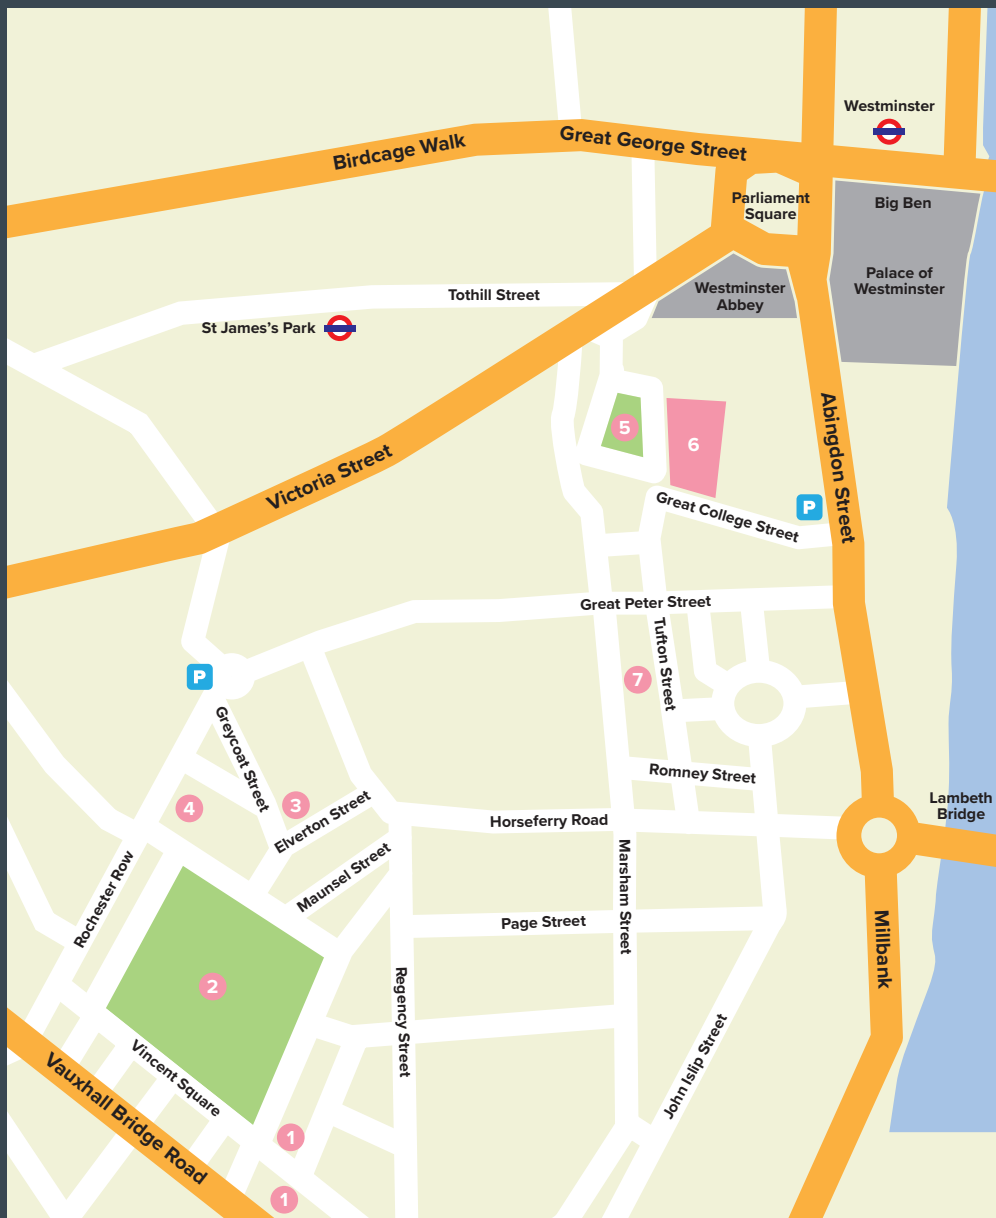 Westminster
Birdcage Walk
Great George Street
Parliament
Square
Big Ben
Palace of
Westminster
Westminster
Abbey
Tothill Street
St James’s Park
Victoria Street
Abingdon Street
5
6
P
Great College Street
Great Peter Street
Tufton Street
P
7
Greycoat Street
Romney Street
4
3
Elverton Street
Horseferry Road
Lambeth
Bridge
Maunsel Street
Marsham Street
Rochester Row
Page Street
Millbank
2
Regency Street
Vincent Square
John Islip Street
Vauxhall Bridge Road
1
1